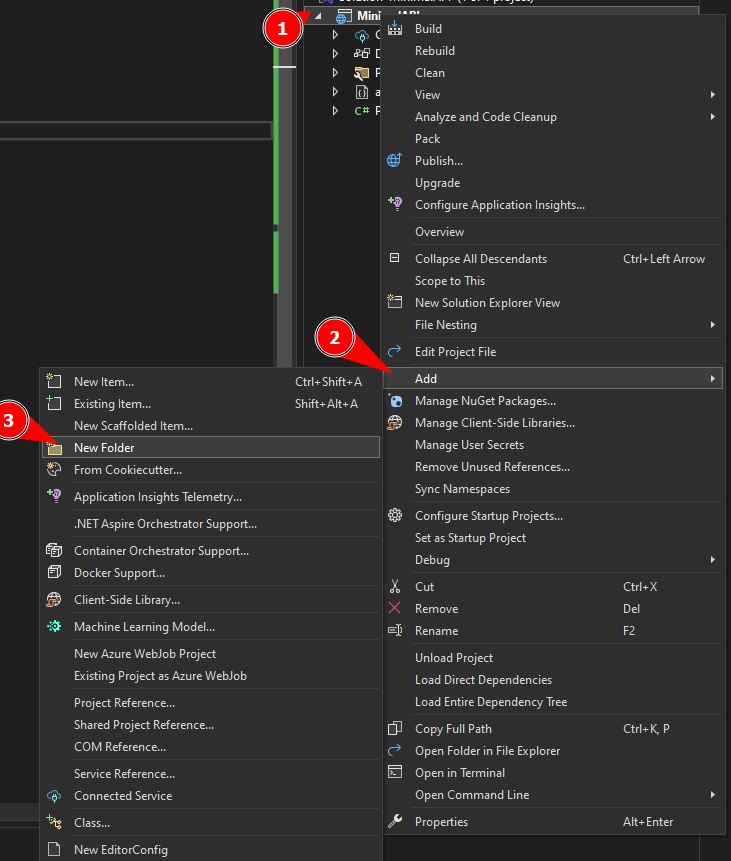 1
Build
Rebuild
Clean
View
Analyze and Code Cleanup
Pack
Publish...
Upgrade
Configure Application Insights...
Overview
Collapse All Descendants Ctrl+Left Arrow
Scope to This
New Solution Explorer View
File Nesting
2
Edit Project File
Add
Manage NuGet Packages...
Manage Client-Side Libraries...
Manage User Secrets
Remove Unused References...
Sync Namespaces
Configure Startup Projects...
Set as Startup Project
Debug
Cut Ctrl+X
Remove Del
Rename F2
Unload Project
Load Direct Dependencies
Load Entire Dependency Tree
Copy Full Path Ctrl+K, P
Open Folder in File Explorer
Open in Terminal
Open Command Line
Properties Alt+Enter
New Item... Ctrl+Shift+A
Existing Item... Shift+Alt+A
New Scaffolded Item...
3
New Folder
From Cookiecutter...
Application Insights Telemetry...
.NET Aspire Orchestrator Support...
Container Orchestrator Support...
Docker Support...
Client-Side Library...
Machine Learning Model...
New Azure WebJob Project
Existing Project as Azure WebJob
Project Reference...
Shared Project Reference...
COM Reference...
Service Reference...
Connected Service
Class...
New EditorConfig